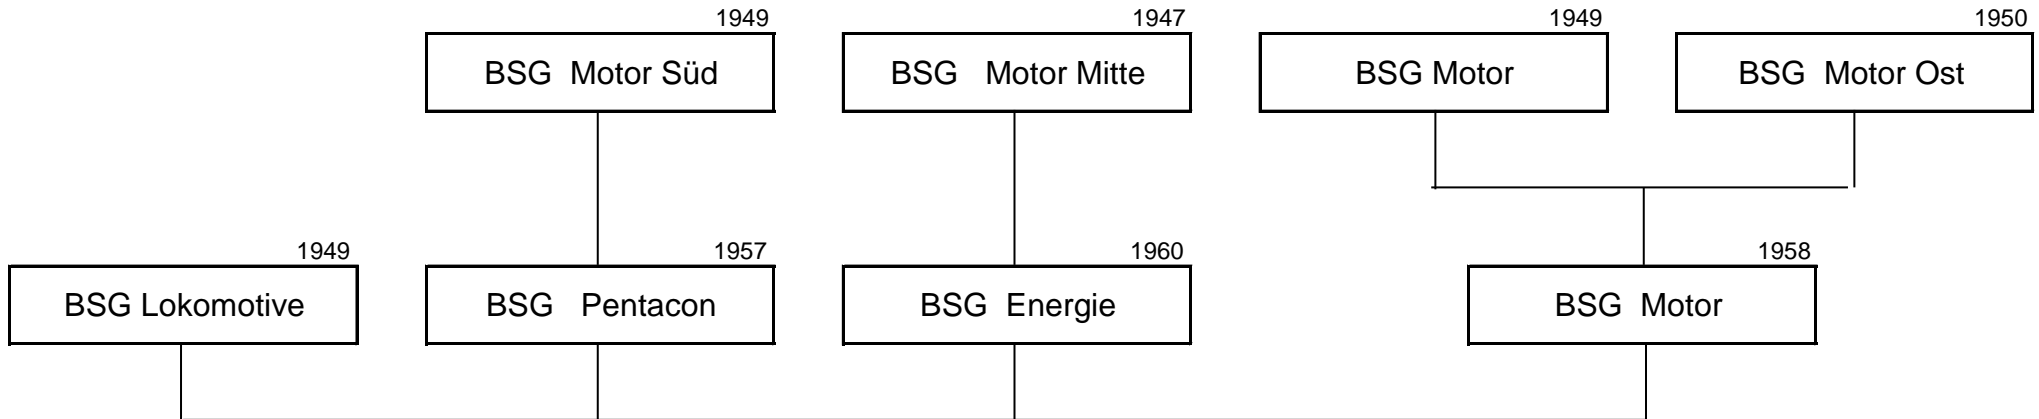 1949 1947 1949 1950
BSG Motor Süd BSG Motor Mitte BSG Motor BSG Motor Ost
1949 1957 1960 1958
BSG Lokomotive BSG Pentacon BSG Energie BSG Motor